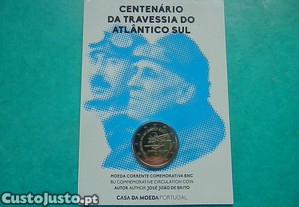 CENTENÁRIO
DA TRAVESSIA DO
ATLÂNTICO SUL
MOEDA CORRENTE COMEMORATIVA BNC
BU COMMEMORATIVE CIRCULATION COIN
AUTOR AUTHOR JOSÉ JOÃO DE BRITO
CASA DA MOEDA PORTUGAL
CustoJusto.pt